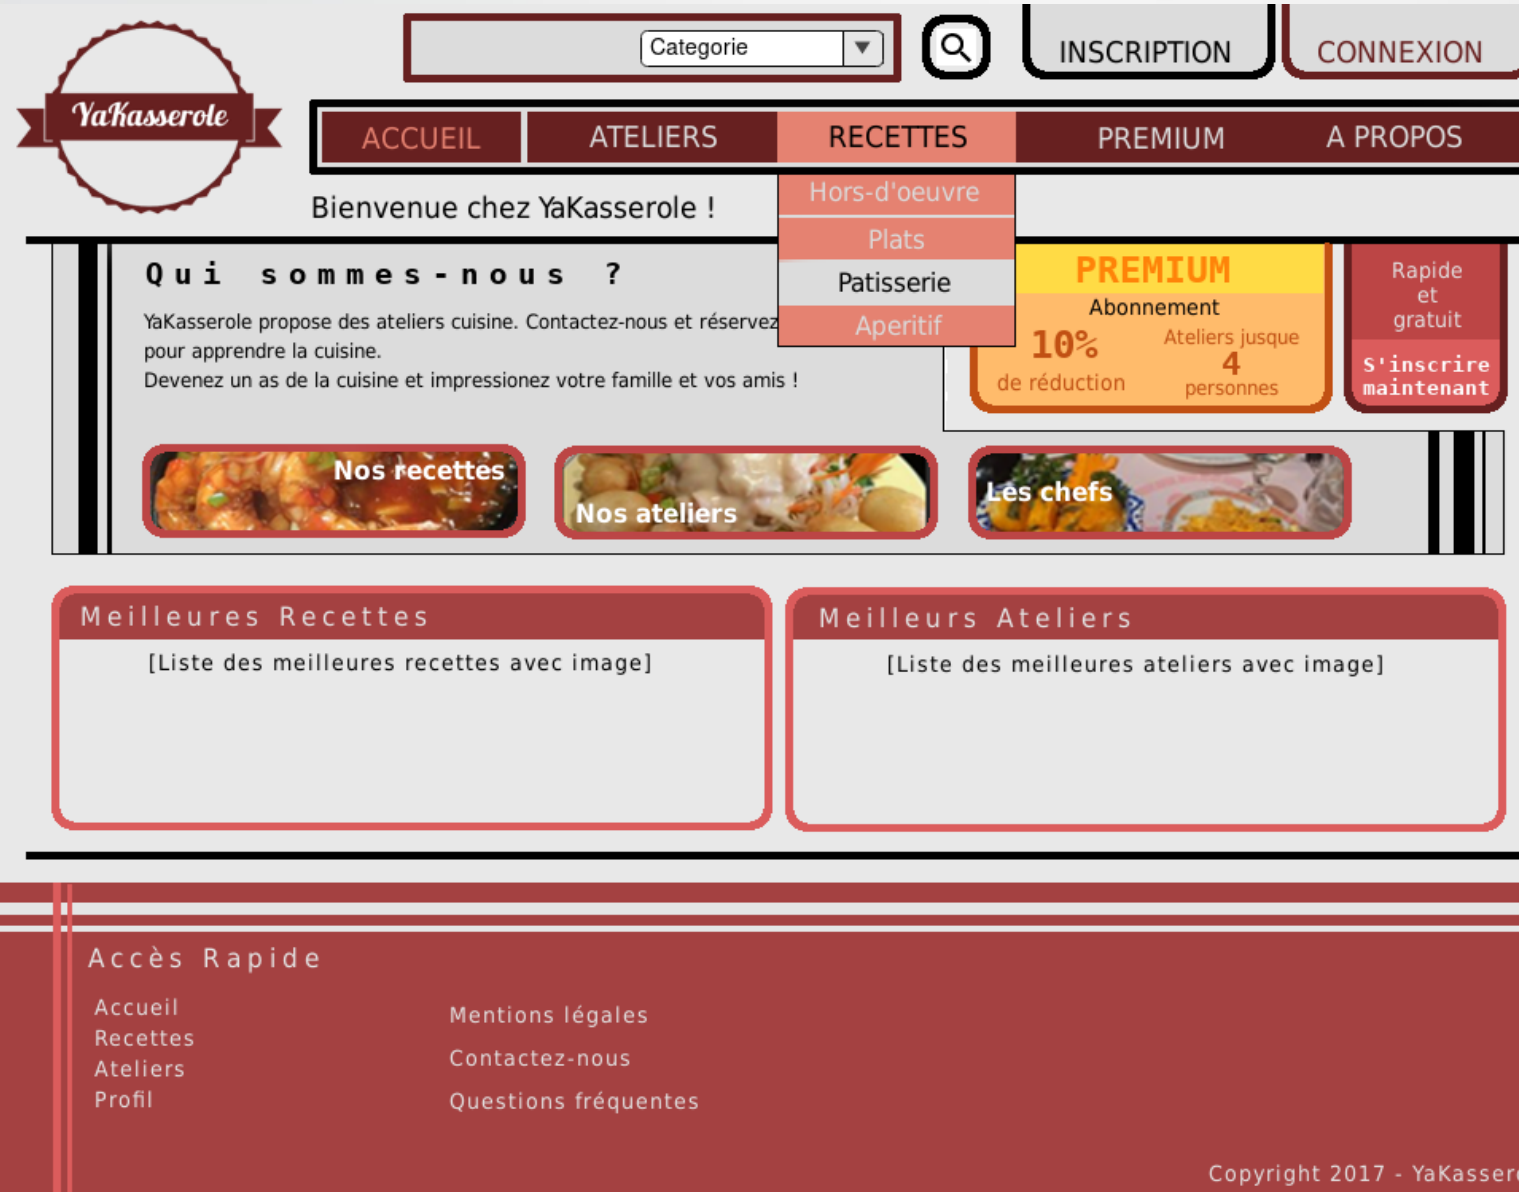 Categorie
INSCRIPTION
CONNEXION
YaKasserole
ACCUEIL
ATELIERS
RECETTES
PREMIUM
A PROPOS
Hors-d'oeuvre
Plats
Patisserie
Aperitif
Bienvenue chez YaKasserole !
Qui sommes-nous ?
YaKasserole propose des ateliers cuisine. Contactez-nous et réservez
pour apprendre la cuisine.
Devenez un as de la cuisine et impressionez votre famille et vos amis !
PREMIUM
Abonnement
10%
de réduction
Ateliers jusque
4
personnes
Rapide
et
gratuit
S'inscrire
maintenant
Nos recettes
Nos ateliers
Les chefs
Meilleures Recettes
[Liste des meilleures recettes avec image]
Meilleurs Ateliers
[Liste des meilleures ateliers avec image]
Accès Rapide
Accueil
Recettes
Ateliers
Profil
Mentions légales
Contactez-nous
Questions fréquentes
Copyright 2017 - YaKassero